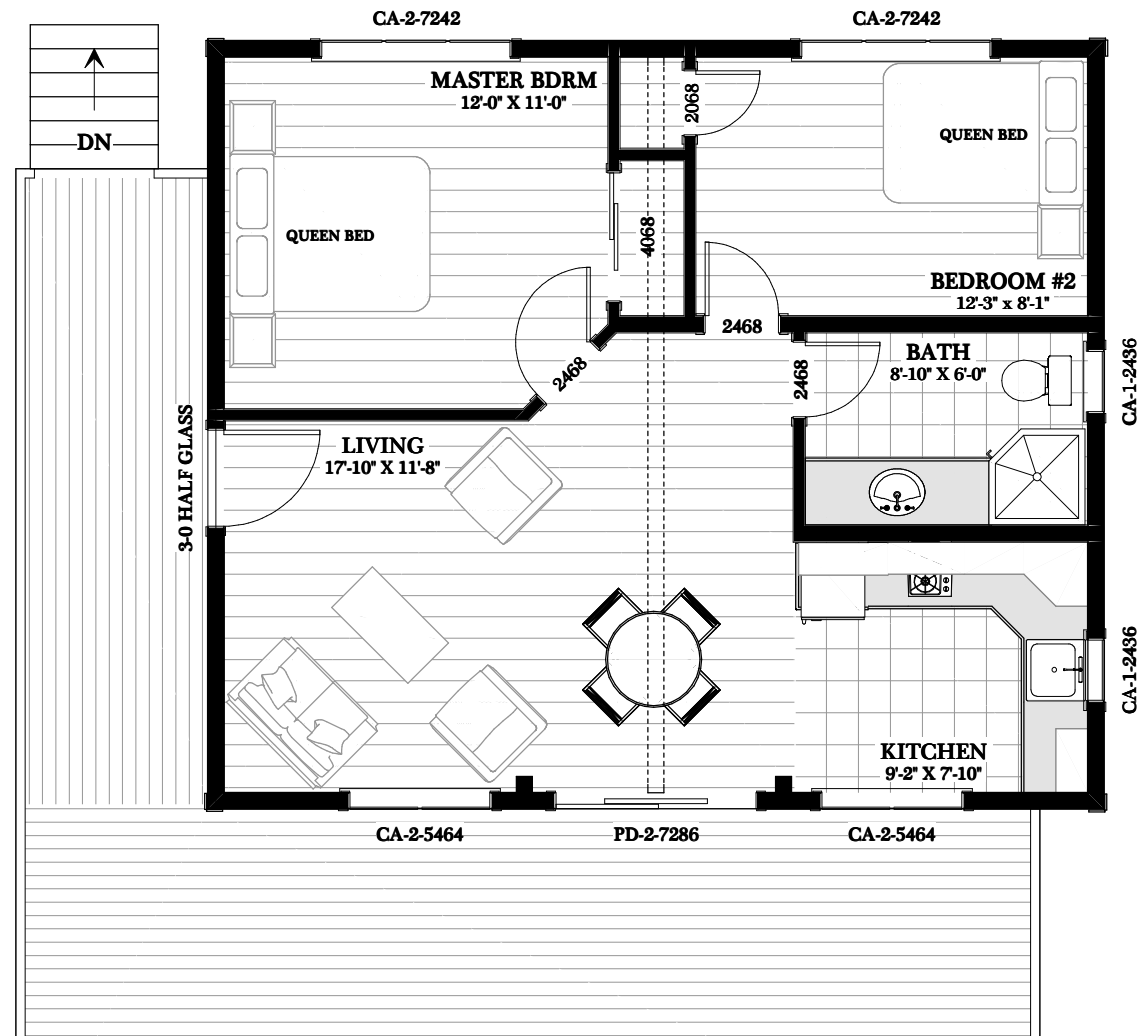 CA-2-7242
CA-2-7242
MASTER BDRM
12'-0" X 11'-0"
2068
QUEEN BED
DN
QUEEN BED
4068
BEDROOM #2
12'-3" x 8'-1"
2468
2468
2468
BATH
8'-10" X 6'-0"
CA-1-2436
3-0 HALF GLASS
LIVING
17'-10" X 11'-8"
CA-1-2436
KITCHEN
9'-2" X 7'-10"
CA-2-5464
PD-2-7286
CA-2-5464